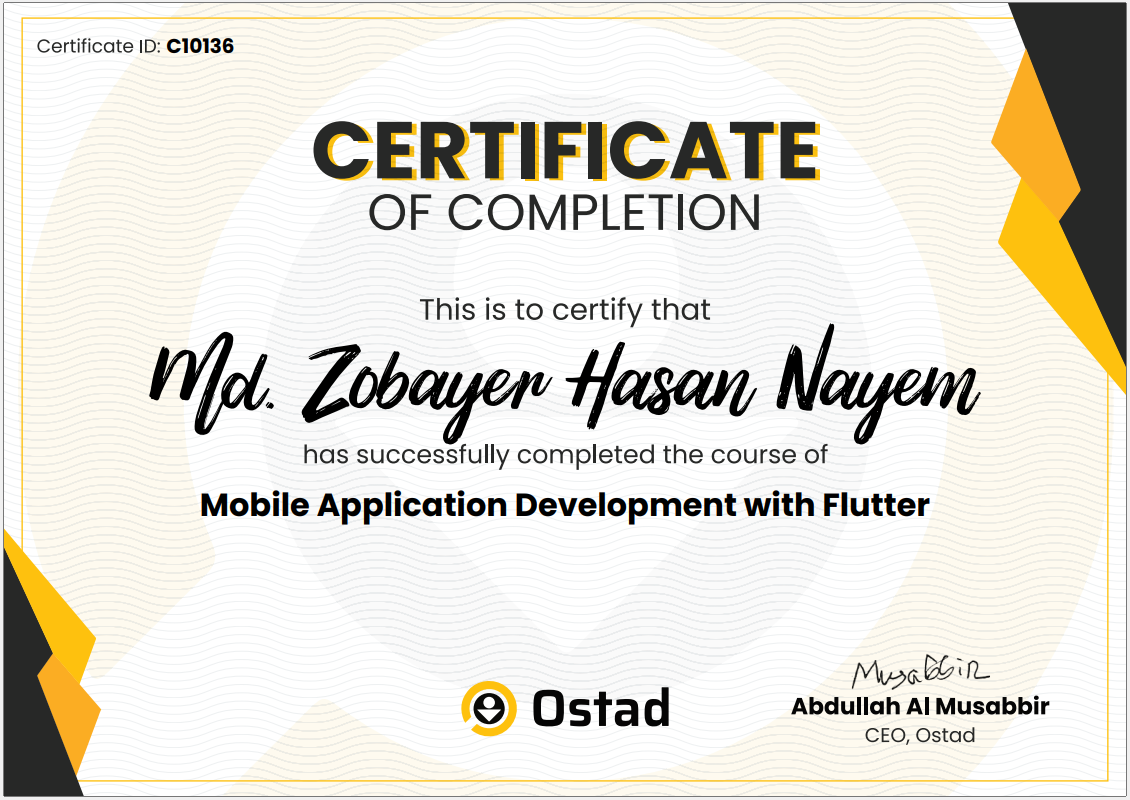 Certificate ID: C10136
CERTIFICATE
OF COMPLETION
This is to certify that
Md. Zobayer Hasan Nayem
has successfully completed the course of
Mobile Application Development with Flutter
Ostad
Musabbir
Abdullah Al Musabbir
CEO, Ostad